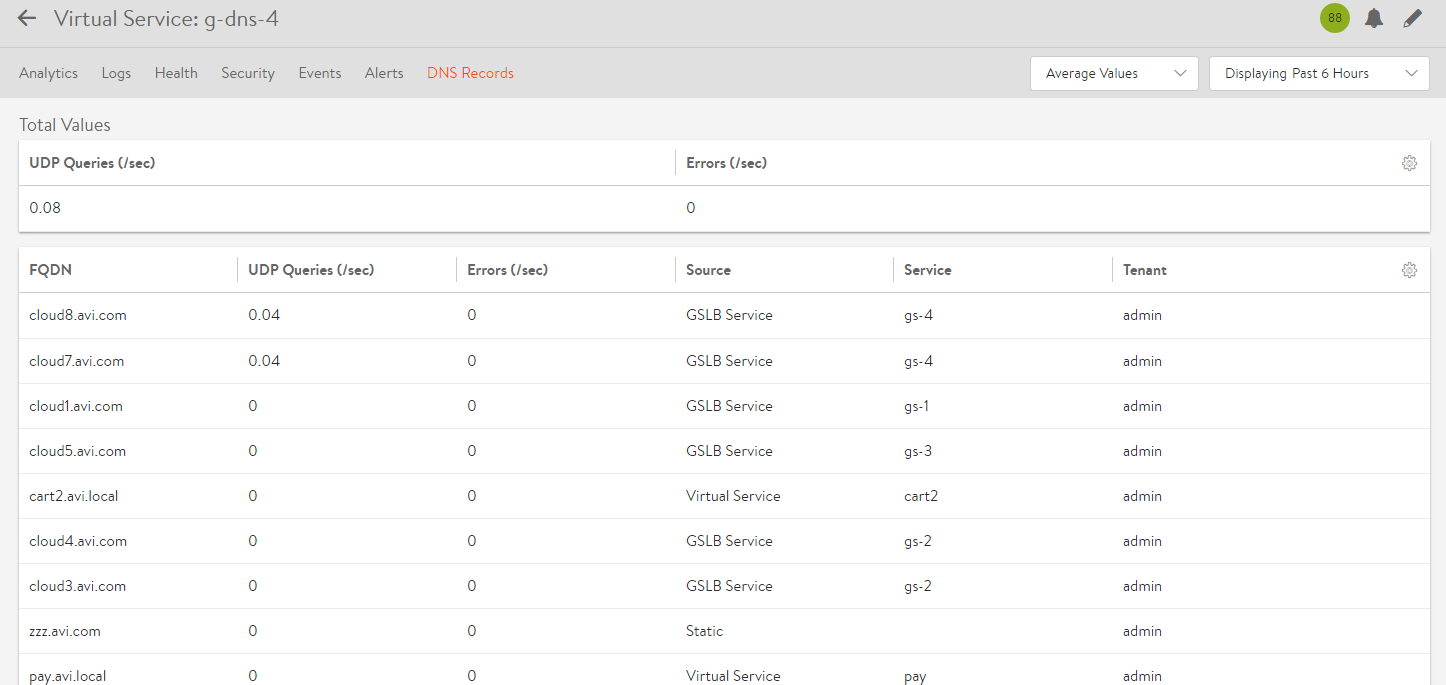 Virtual Service: g-dns-4 88
Analytics Logs Health Security Events Alerts DNS Records Average Values Displaying Past 6 Hours
Total Values
UDP Queries (/sec) Errors (/sec)
0.08 0
FQDN UDP Queries (/sec) Errors (/sec) Source Service Tenant
cloud8.avi.com 0.04 0 GSLB Service gs-4 admin
cloud7.avi.com 0.04 0 GSLB Service gs-4 admin
cloud1.avi.com 0 0 GSLB Service gs-1 admin
cloud5.avi.com 0 0 GSLB Service gs-3 admin
cart2.avi.local 0 0 Virtual Service cart2 admin
cloud4.avi.com 0 0 GSLB Service gs-2 admin
cloud3.avi.com 0 0 GSLB Service gs-2 admin
zzz.avi.com 0 0 Static admin
pay.avi.local 0 0 Virtual Service pay admin